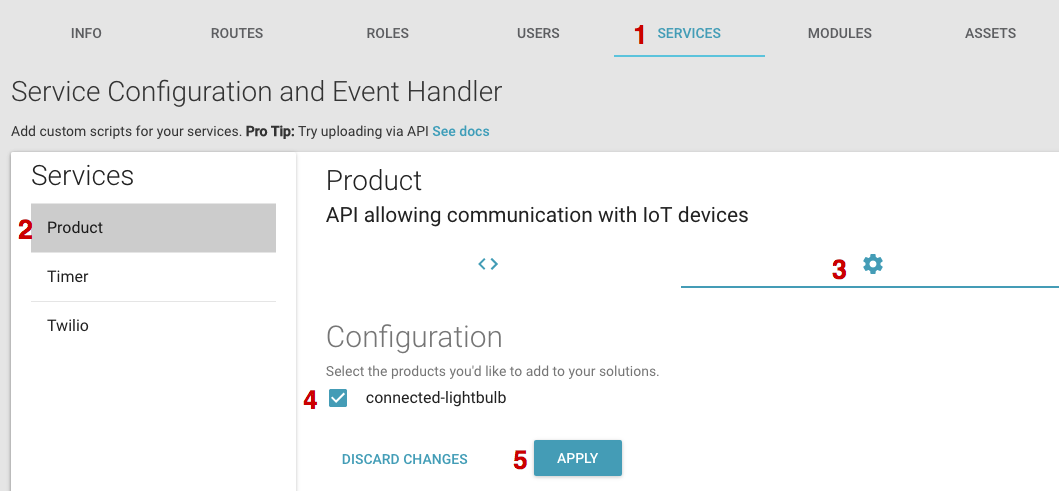 INFO ROUTES ROLES USERS 1 SERVICES MODULES ASSETS
Service Configuration and Event Handler
Add custom scripts for your services. Pro Tip: Try uploading via API See docs
Services
2 Product
Timer
Twilio
Product
API allowing communication with IoT devices
<> 3
Configuration
Select the products you'd like to add to your solutions.
4 connected-lightbulb
DISCARD CHANGES 5 APPLY